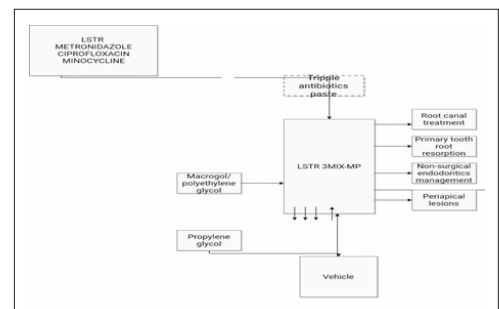 LSTR
METRONIDAZOLE
CIPROFLOXACIN
MINOCYCLINE
Tripple
antibiotics
paste
LSTR 3MIX-MP
Root canal
treatment
Primary tooth
root
resorption
Non-surgical
endodontics
management
Periapical
lesions
Macrogol/
polyethylene
glycol
Propylene
glycol
Vehicle